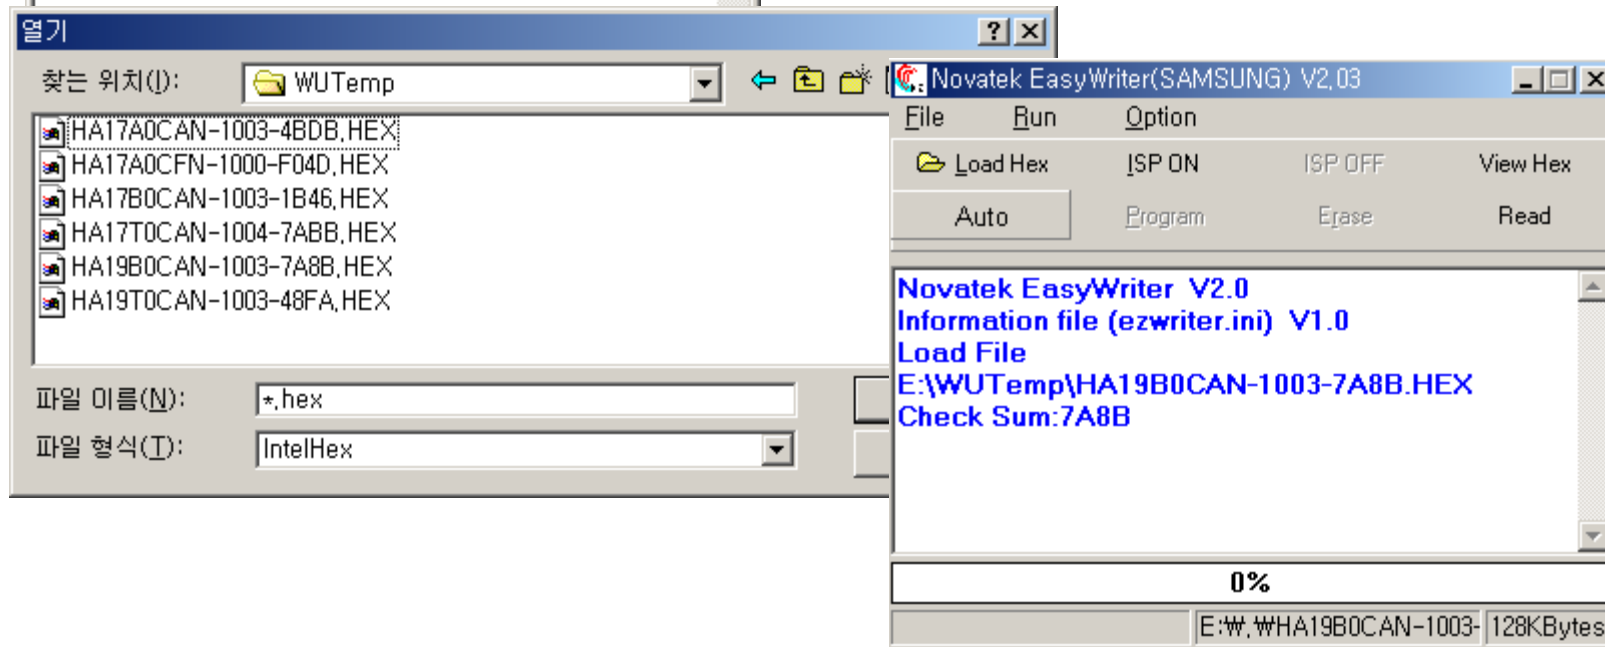 열기
찾는 위치(I):
WUTemp
HA17A0CAN-1003-4BDB,HEX
HA17A0CFN-1000-F04D,HEX
HA17B0CAN-1003-1B46,HEX
HA17T0CAN-1004-7ABB,HEX
HA19B0CAN-1003-7A8B,HEX
HA19T0CAN-1003-48FA,HEX
파일 이름(N):
*,hex
파일 형식(T):
IntelHex
Novatek EasyWriter(SAMSUNG) V2,03
File Run Option
Load Hex ISP ON ISP OFF View Hex
Auto Program Erase Read
Novatek EasyWriter V2.0
Information file (ezwriter.ini) V1.0
Load File
E:\WUTemp\HA19B0CAN-1003-7A8B.HEX
Check Sum:7A8B
0%
E:₩,₩HA19B0CAN-1003- 128KBytes